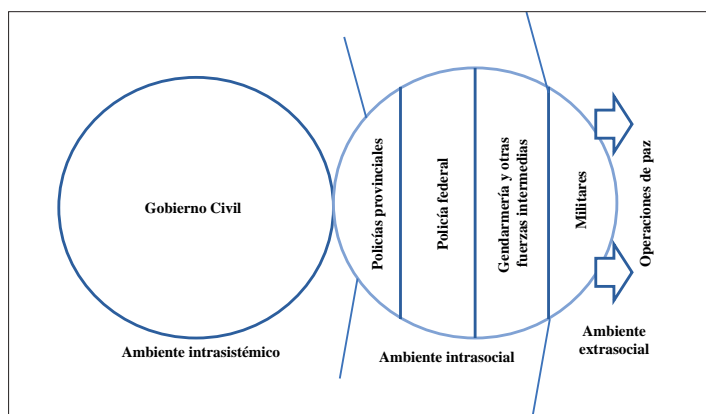 Gobierno Civil
Policías provinciales
Policía federal
Gendarmería y otras
fuerzas intermedias
Militares
Operaciones de paz
Ambiente intrasistémico
Ambiente intrasocial
Ambiente
extrasocial